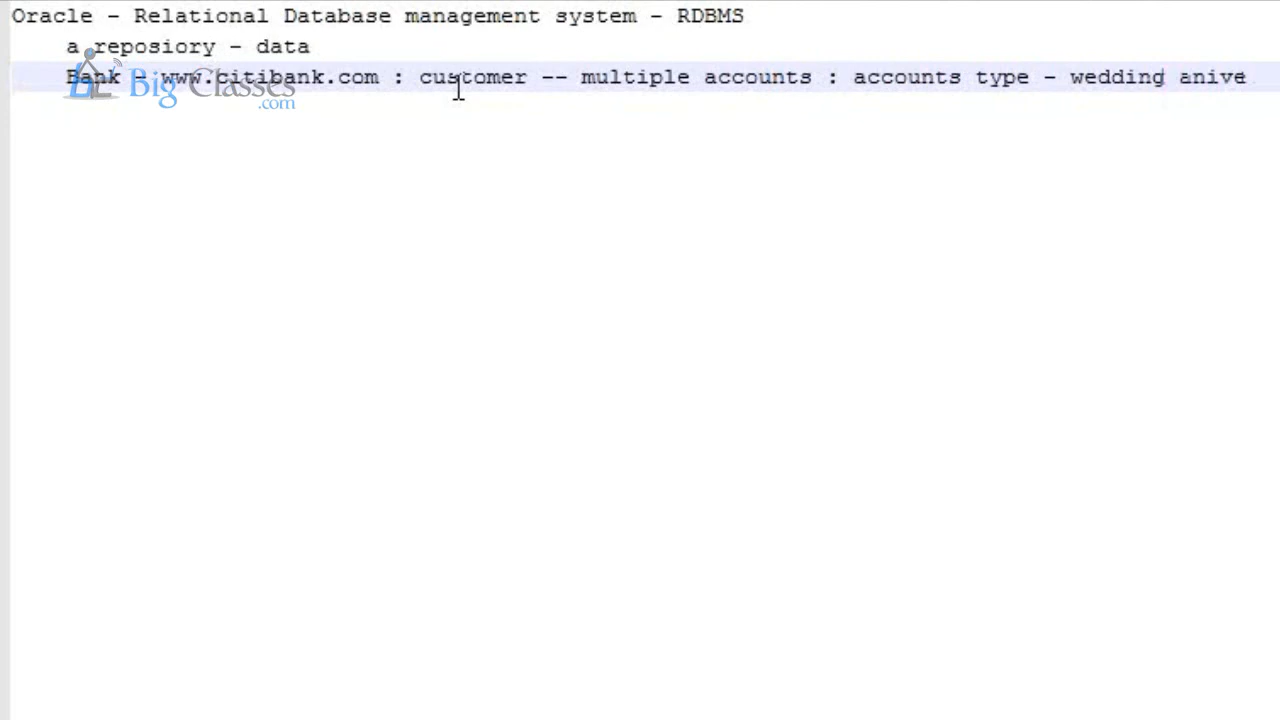 Oracle - Relational Database management system - RDBMS
a reposiory - data
Bank - www.citibank.com : customer -- multiple accounts : accounts type - wedding anive
Big Classes
.com